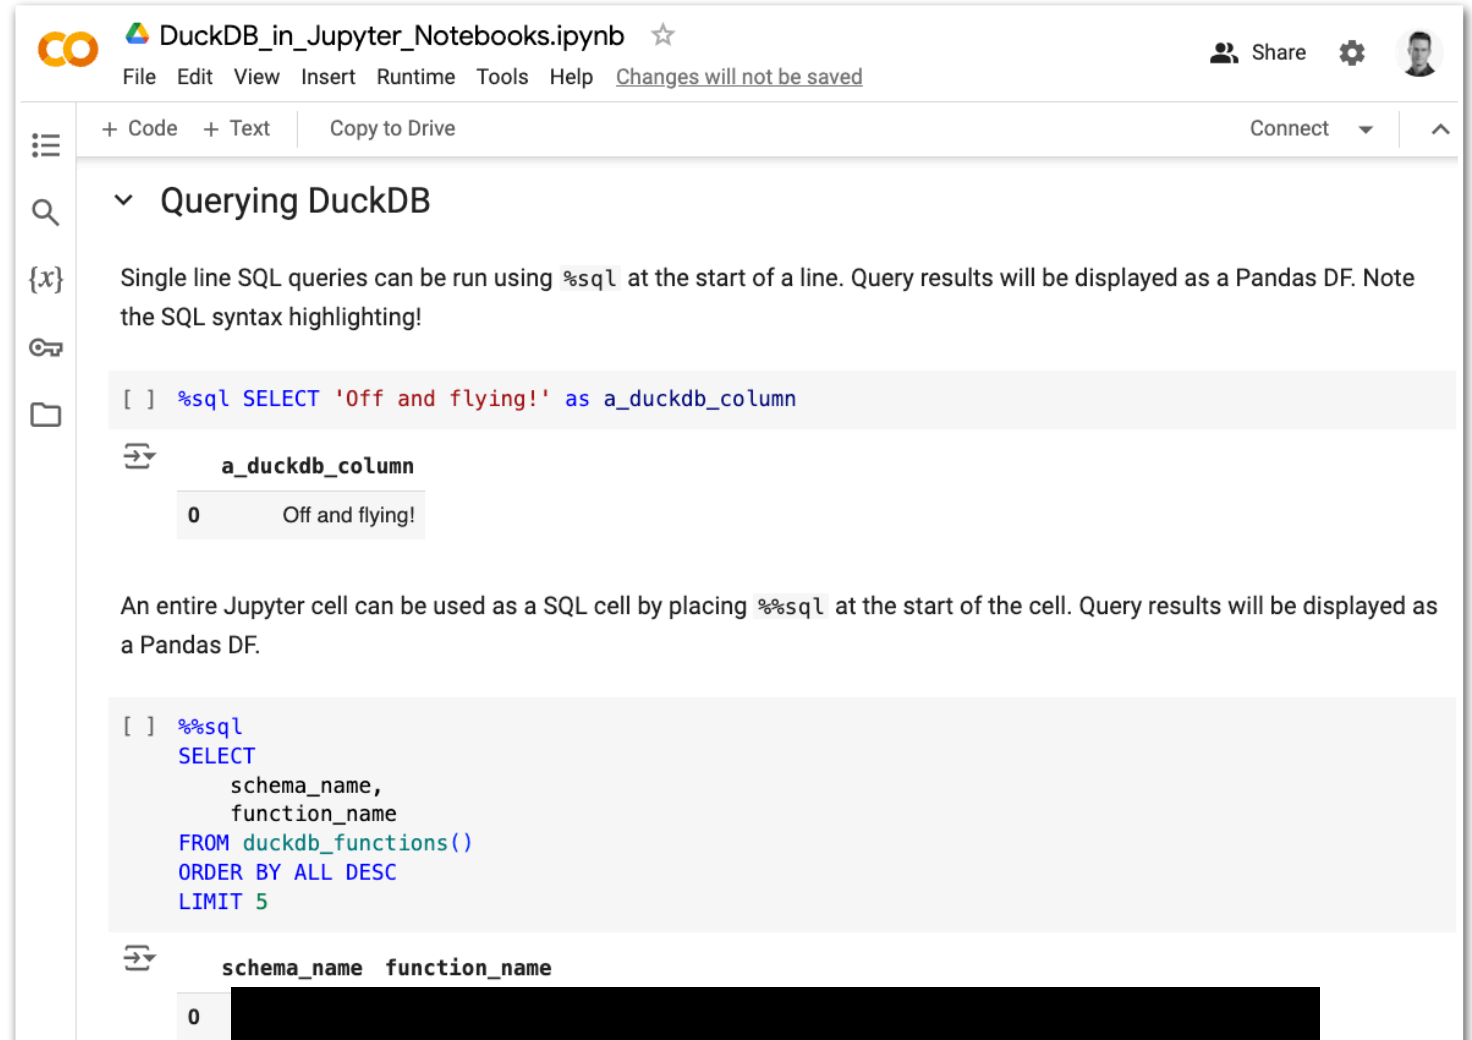 DuckDB_in_Jupyter_Notebooks.ipynb
File Edit View Insert Runtime Tools Help Changes will not be saved
Share
+ Code + Text Copy to Drive
Connect
Querying DuckDB
Single line SQL queries can be run using %sql at the start of a line. Query results will be displayed as a Pandas DF. Note
the SQL syntax highlighting!
[ ] %sql SELECT 'Off and flying!' as a_duckdb_column
a_duckdb_column
0 Off and flying!
An entire Jupyter cell can be used as a SQL cell by placing %%sql at the start of the cell. Query results will be displayed as
a Pandas DF.
[ ] %%sql
SELECT
schema_name,
function_name
FROM duckdb_functions()
ORDER BY ALL DESC
LIMIT 5
schema_name function_name
0